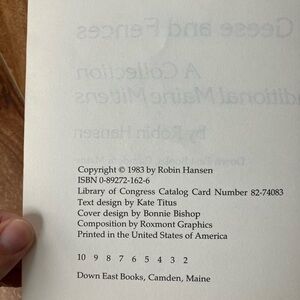 Copyright © 1983 by Robin Hansen
ISBN 0-89272-162-6
Library of Congress Catalog Card Number 82-74083
Text design by Kate Titus
Cover design by Bonnie Bishop
Composition by Roxmont Graphics
Printed in the United States of America
10 9 8 7 6 5 4 3 2
Down East Books, Camden, Maine